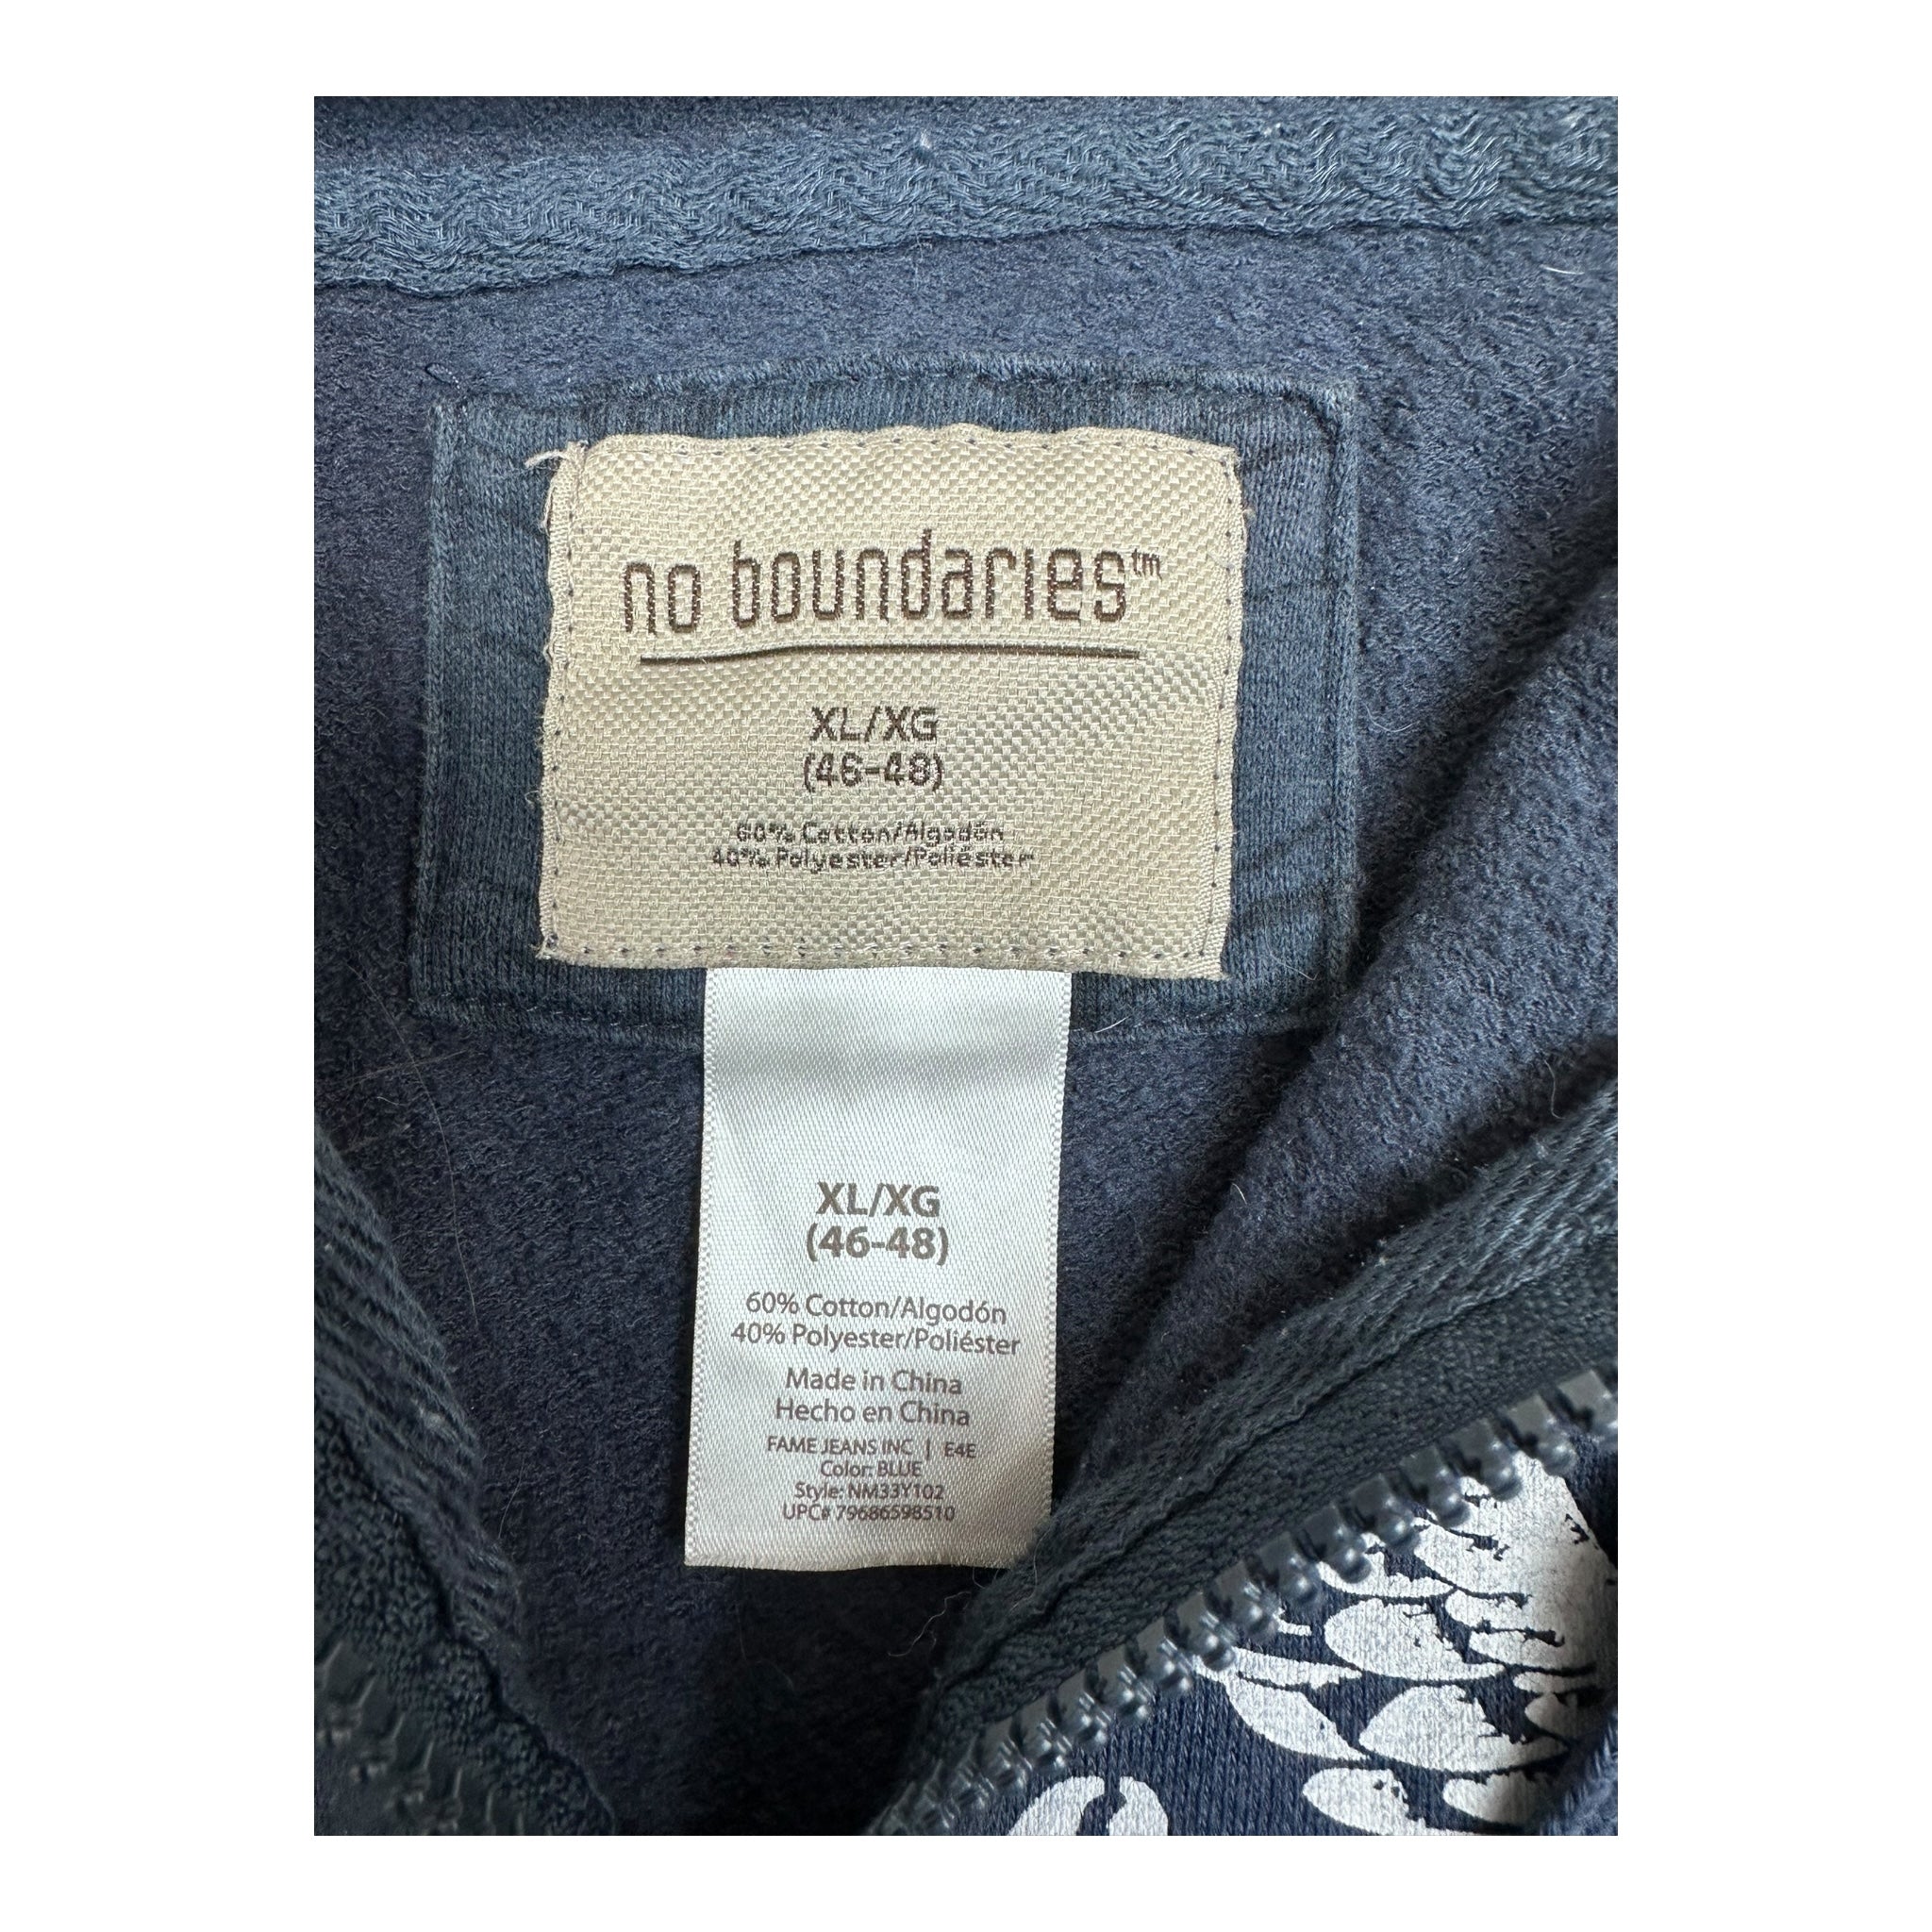 no boundaries™
XL/XG
(46-48)
60% Cotton/Algodón
40% Polyester/Poliéster
XL/XG
(46-48)
60% Cotton/Algodón
40% Polyester/Poliéster
Made in China
Hecho en China
FAME JEANS INC | E4E
Color: BLUE
Style: NM33Y102
UPC# 79686598510